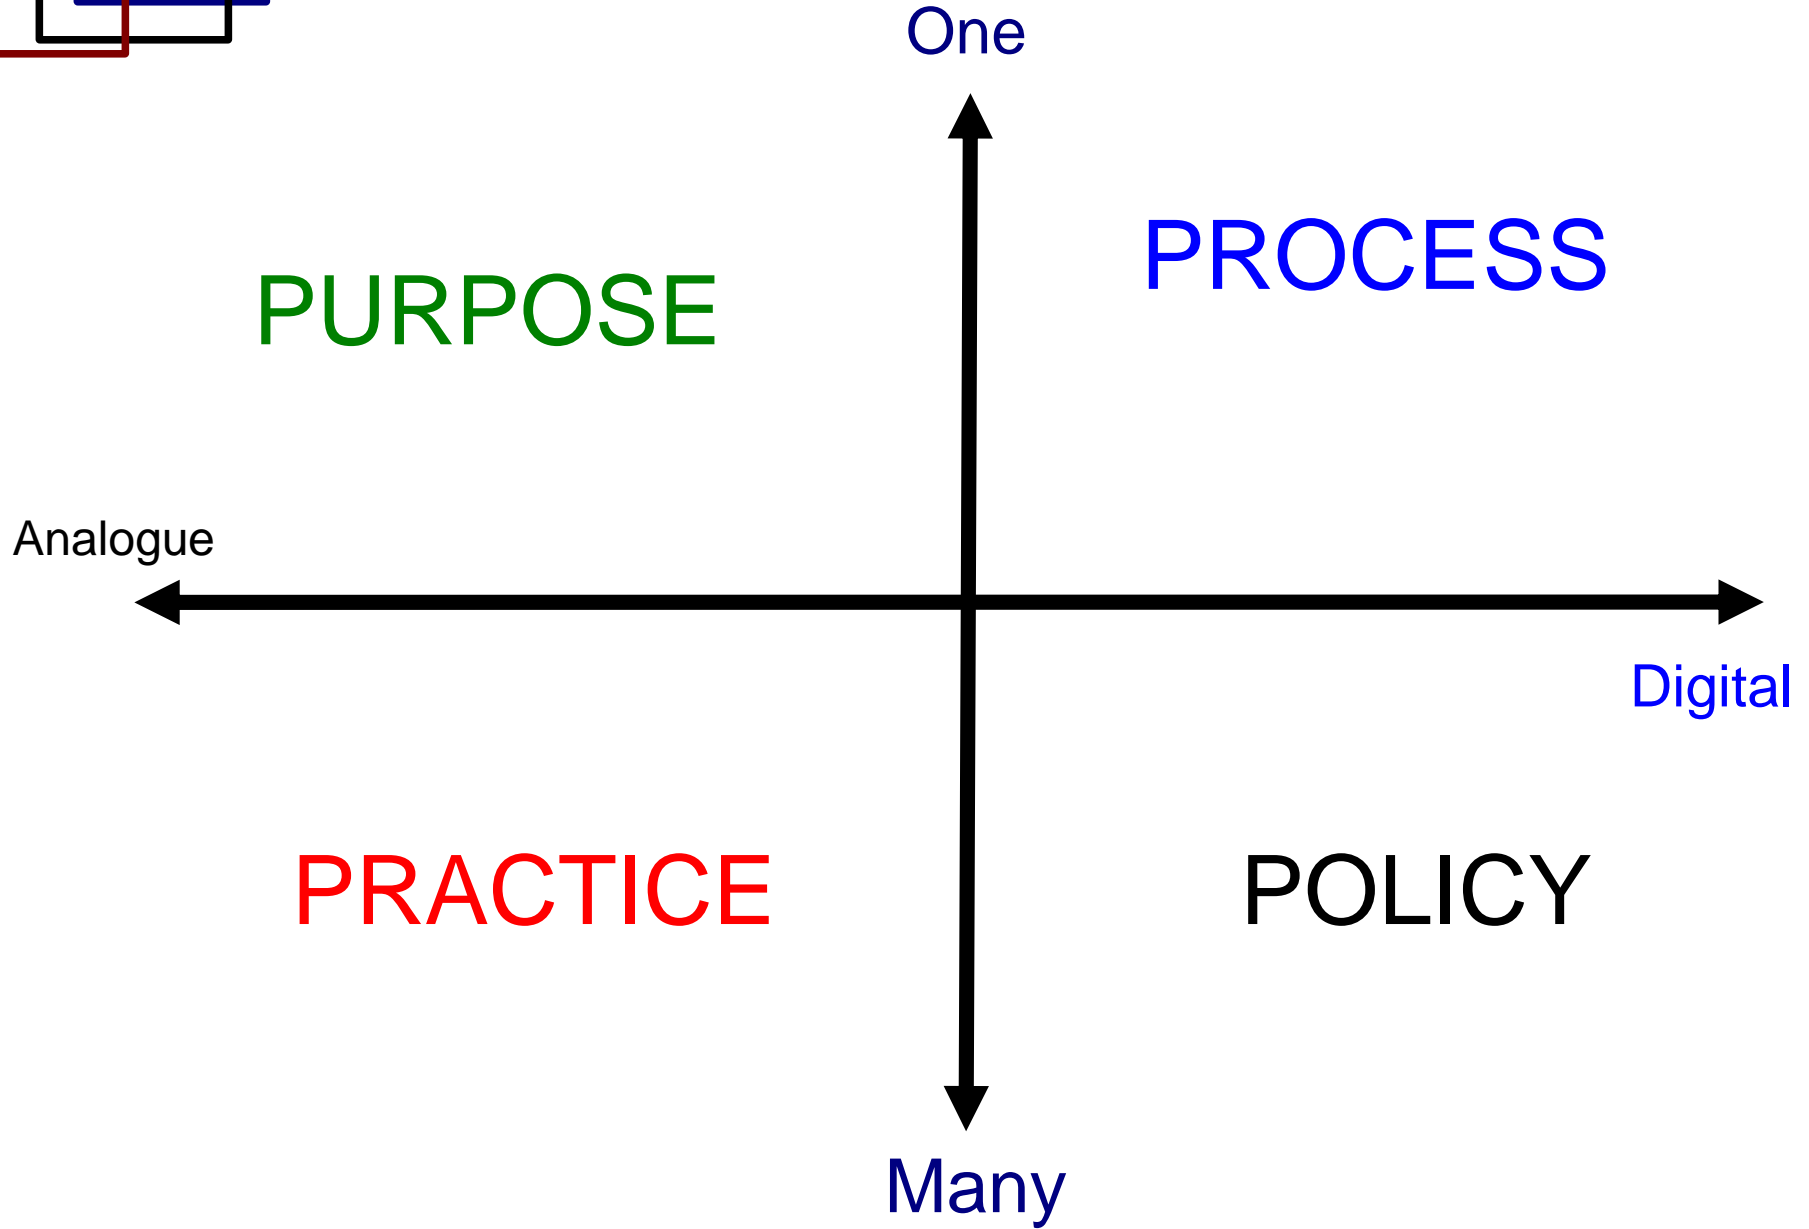 One
PROCESS
PURPOSE
Analogue
Digital
PRACTICE
POLICY
Many